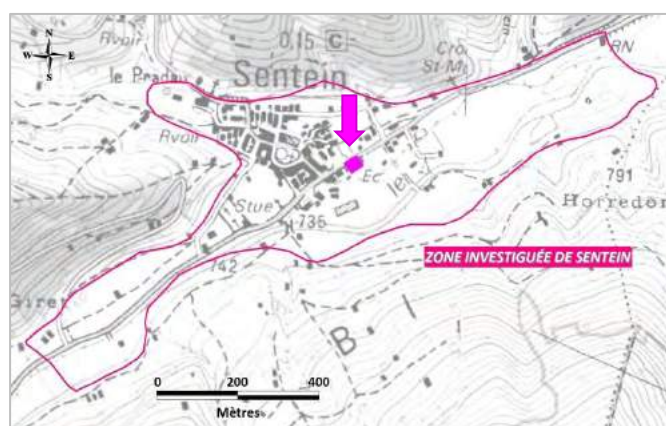 N
W E
S
Rvoir
0,15 C
Cro
St-M
RN
le Pradau
Sentein
Rvoir
Ec
791
Horredon
Stue
735
ZONE INVESTIGUÉE DE SENTEIN
742
Giret
B
I
0 200 400
Mètres